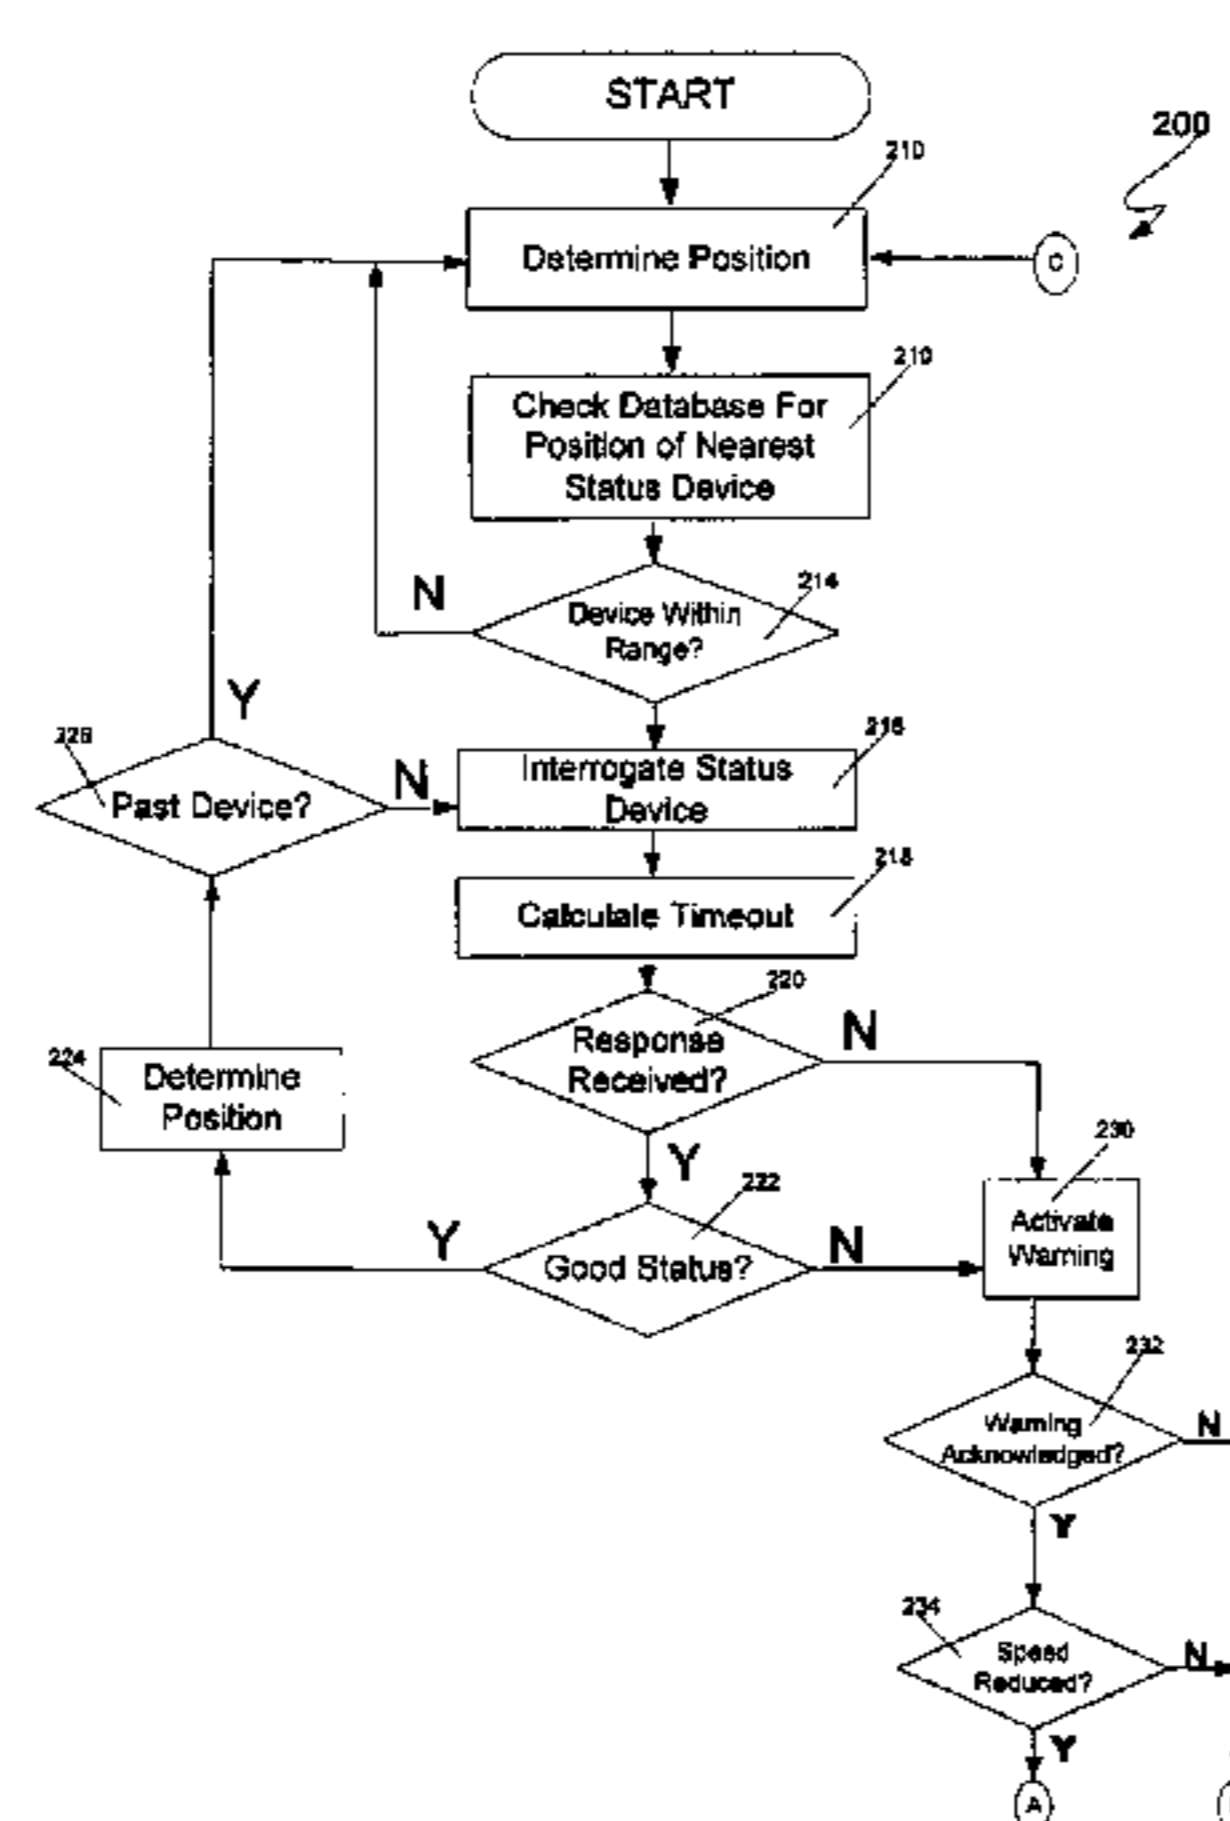 START
200
210
Determine Position
C
210
Check Database For
Position of Nearest
Status Device
N
214
Device Within
Range?
Y
226
Past Device?
N
216
Interrogate Status
Device
218
Calculate Timeout
220
Response
Received?
N
224
Determine
Position
Y
230
Activate
Warning
222
Good Status?
Y
N
232
Warning
Acknowledged?
N
Y
234
Speed
Reduced?
N
Y
A